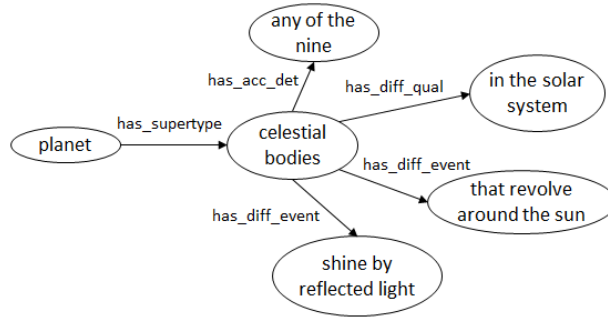 any of the
nine
has_acc_det
has_diff_qual
in the solar
system
has_supertype
planet
celestial
bodies
has_diff_event
that revolve
around the sun
has_diff_event
shine by
reflected light